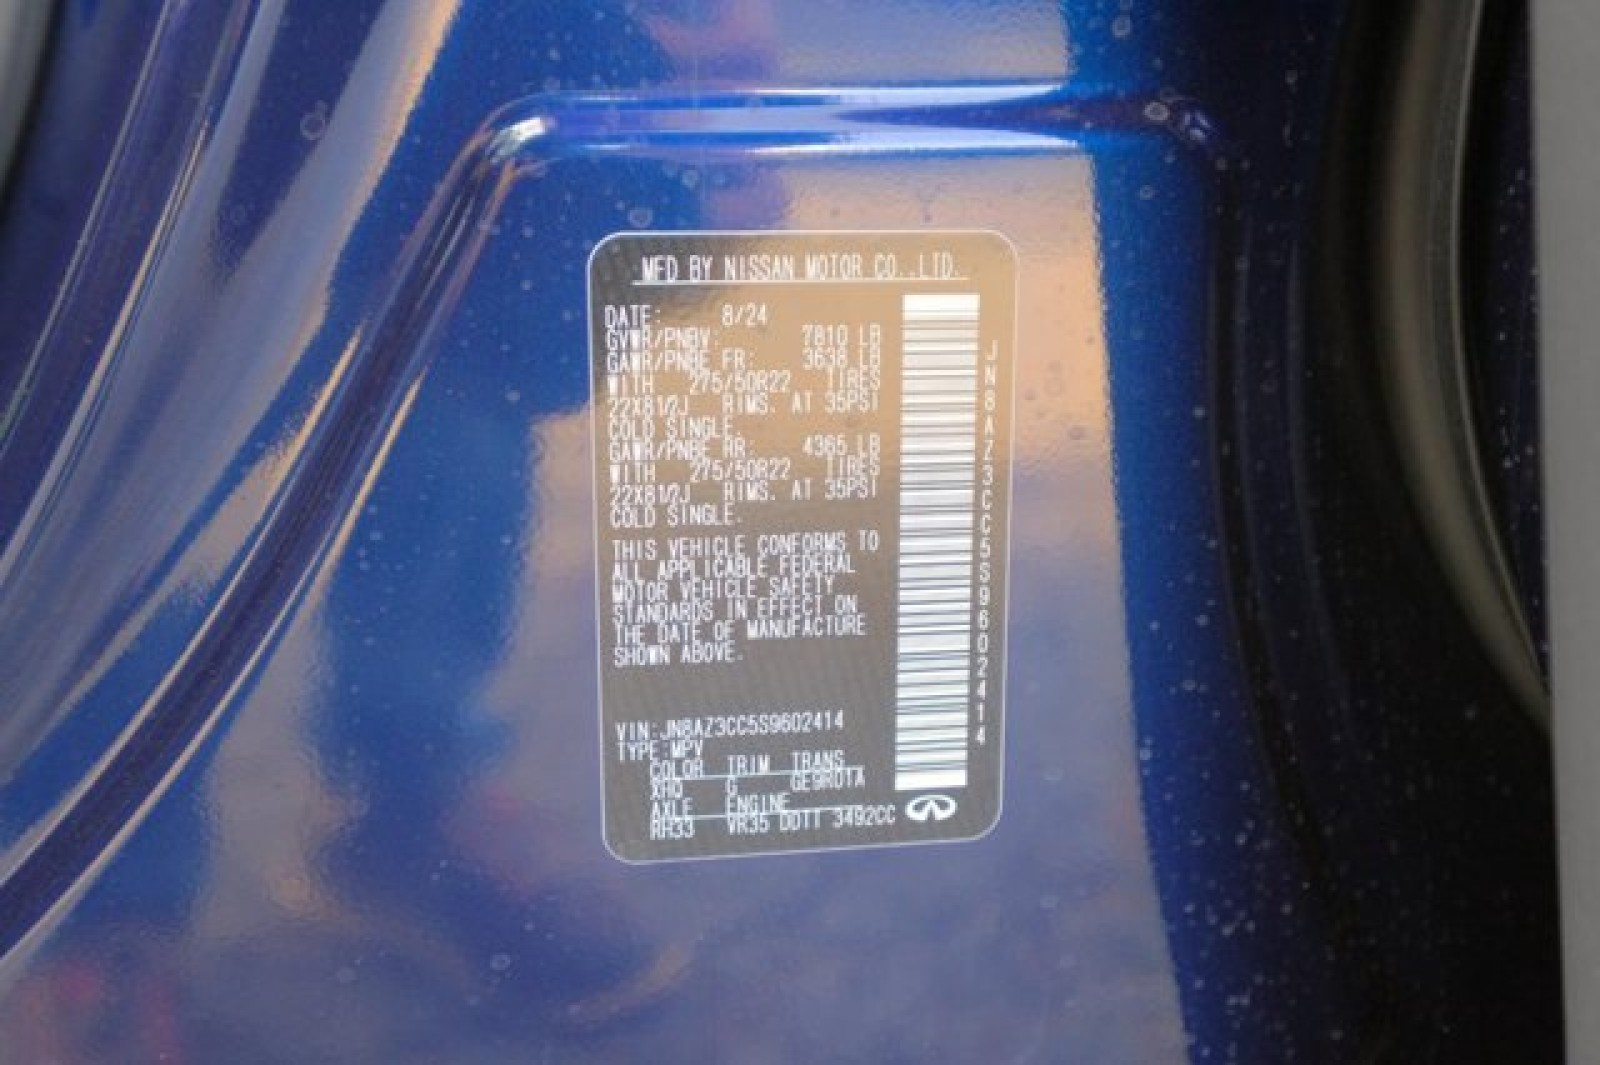 MFD BY NISSAN MOTOR CO.,LTD.
DATE: 8/24
GVWR/PNBV: 7810 LB
GAWR/PNBE FR: 3638 LB
WITH 275/50R22 TIRES
22X81/2J RIMS. AT 35PSI
COLD SINGLE.
GAWR/PNBE RR: 4365 LB
WITH 275/50R22 TIRES
22X81/2J RIMS. AT 35PSI
COLD SINGLE.
THIS VEHICLE CONFORMS TO
ALL APPLICABLE FEDERAL
MOTOR VEHICLE SAFETY
STANDARDS IN EFFECT ON
THE DATE OF MANUFACTURE
SHOWN ABOVE.
VIN:JN8AZ3CC5S9602414
TYPE:MPV
COLOR TRIM TRANS
XHQ G GE9R01A
AXLE ENGINE
RH33 VR35 DDTT 3492CC
JN8AZ3CC5S9602414